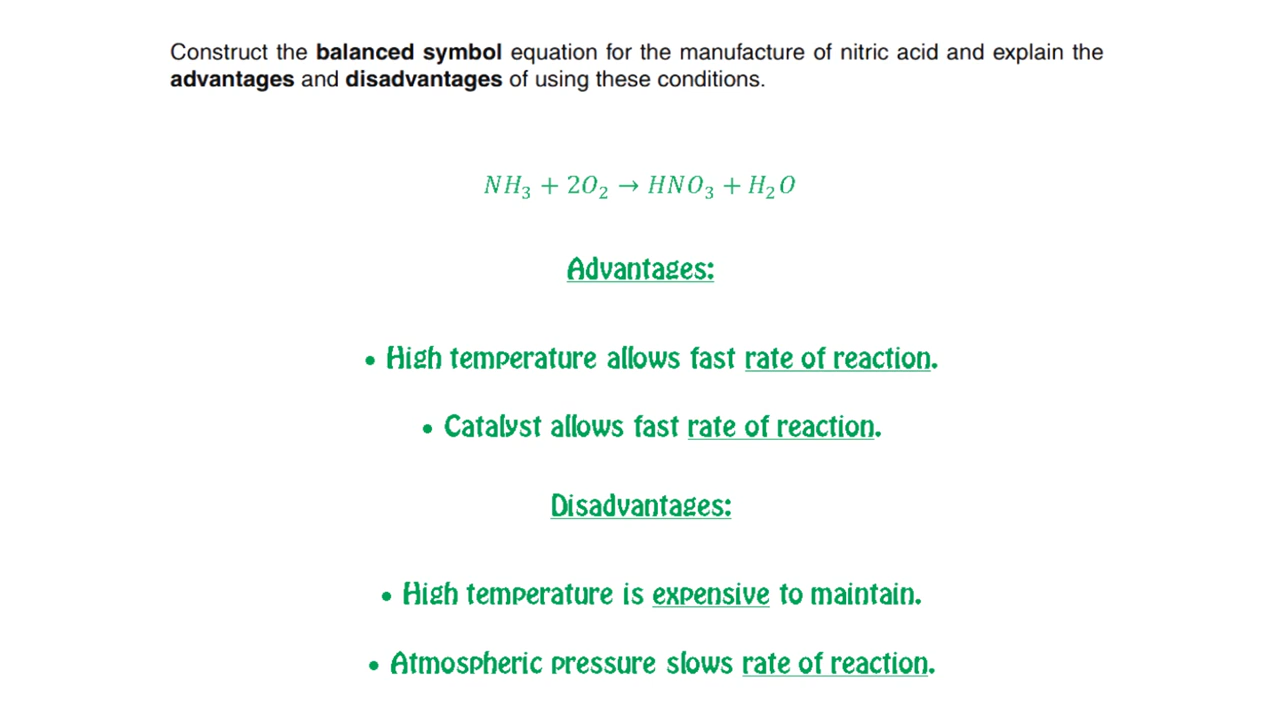 Construct the balanced symbol equation for the manufacture of nitric acid and explain the
advantages and disadvantages of using these conditions.
NH₃ + 2O₂ → HNO₃ + H₂O
Advantages:
• High temperature allows fast rate of reaction.
• Catalyst allows fast rate of reaction.
Disadvantages:
• High temperature is expensive to maintain.
• Atmospheric pressure slows rate of reaction.